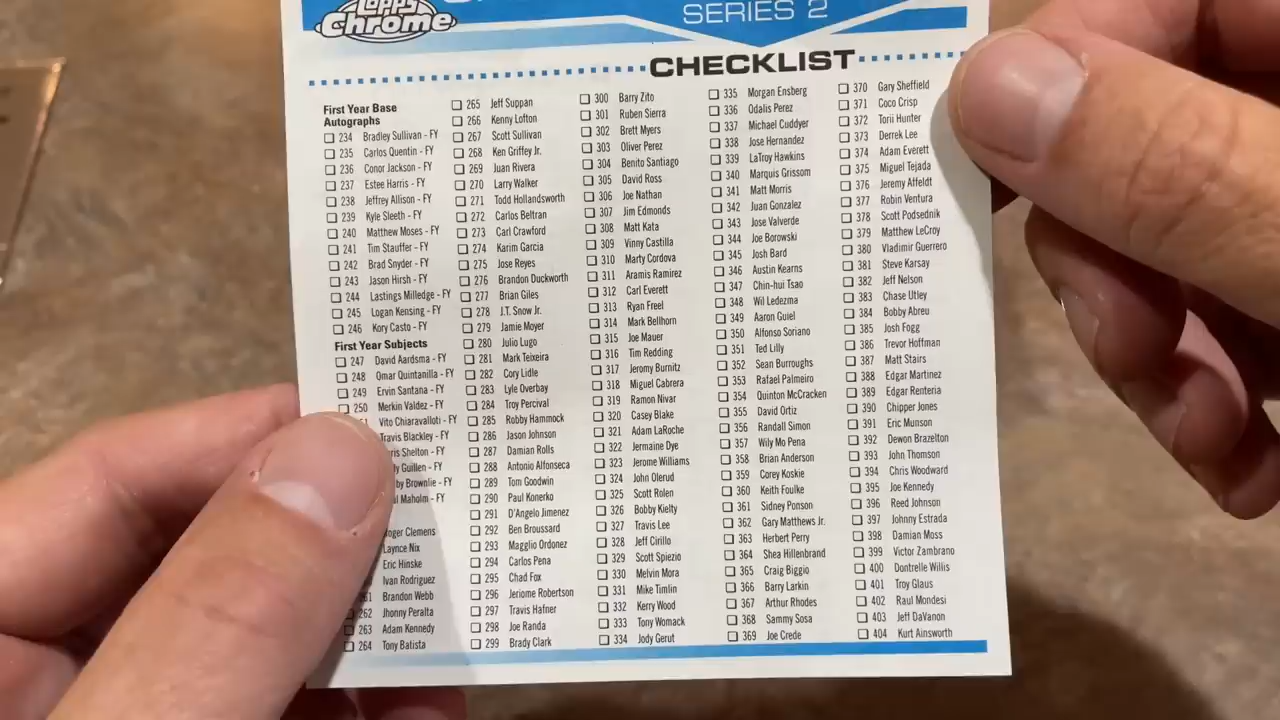 Topps
Chrome
SERIES 2
CHECKLIST
First Year Base
Autographs
234 Bradley Sullivan - FY
235 Carlos Quentin - FY
236 Conor Jackson - FY
237 Estee Harris - FY
238 Jeffrey Allison - FY
239 Kyle Sleeth - FY
240 Matthew Moses - FY
241 Tim Stauffer - FY
242 Brad Snyder - FY
243 Jason Hirsh - FY
244 Lastings Milledge - FY
245 Logan Kensing - FY
246 Kory Casto - FY
First Year Subjects
247 David Aardsma - FY
248 Omar Quintanilla - FY
249 Ervin Santana - FY
250 Merkin Valdez - FY
Vito Chiaravalloti - FY
Travis Blackley - FY
Shelton - FY
Guillen - FY
Brownlie - FY
Maholm - FY
Roger Clemens
Laynce Nix
Eric Hinske
Ivan Rodriguez
Brandon Webb
262 Jhonny Peralta
263 Adam Kennedy
264 Tony Batista
265 Jeff Suppan
266 Kenny Lofton
267 Scott Sullivan
268 Ken Griffey Jr.
269 Juan Rivera
270 Larry Walker
271 Todd Hollandsworth
272 Carlos Beltran
273 Carl Crawford
274 Karim Garcia
275 Jose Reyes
276 Brandon Duckworth
277 Brian Giles
278 J.T. Snow Jr.
279 Jamie Moyer
280 Julio Lugo
281 Mark Teixeira
282 Cory Lidle
283 Lyle Overbay
284 Troy Percival
285 Robby Hammock
286 Jason Johnson
287 Damian Rolls
288 Antonio Alfonseca
289 Tom Goodwin
290 Paul Konerko
291 D'Angelo Jimenez
292 Ben Broussard
293 Magglio Ordonez
294 Carlos Pena
295 Chad Fox
296 Jeriome Robertson
297 Travis Hafner
298 Joe Randa
299 Brady Clark
300 Barry Zito
301 Ruben Sierra
302 Brett Myers
303 Oliver Perez
304 Benito Santiago
305 David Ross
306 Joe Nathan
307 Jim Edmonds
308 Matt Kata
309 Vinny Castilla
310 Marty Cordova
311 Aramis Ramirez
312 Carl Everett
313 Ryan Freel
314 Mark Bellhorn
315 Joe Mauer
316 Tim Redding
317 Jeromy Burnitz
318 Miguel Cabrera
319 Ramon Nivar
320 Casey Blake
321 Adam LaRoche
322 Jermaine Dye
323 Jerome Williams
324 John Olerud
325 Scott Rolen
326 Bobby Kielty
327 Travis Lee
328 Jeff Cirillo
329 Scott Spiezio
330 Melvin Mora
331 Mike Timlin
332 Kerry Wood
333 Tony Womack
334 Jody Gerut
335 Morgan Ensberg
336 Odalis Perez
337 Michael Cuddyer
338 Jose Hernandez
339 LaTroy Hawkins
340 Marquis Grissom
341 Matt Morris
342 Juan Gonzalez
343 Jose Valverde
344 Joe Borowski
345 Josh Bard
346 Austin Kearns
347 Chin-hui Tsao
348 Wil Ledezma
349 Aaron Guiel
350 Alfonso Soriano
351 Ted Lilly
352 Sean Burroughs
353 Rafael Palmeiro
354 Quinton McCracken
355 David Ortiz
356 Randall Simon
357 Wily Mo Pena
358 Brian Anderson
359 Corey Koskie
360 Keith Foulke
361 Sidney Ponson
362 Gary Matthews Jr.
363 Herbert Perry
364 Shea Hillenbrand
365 Craig Biggio
366 Barry Larkin
367 Arthur Rhodes
368 Sammy Sosa
369 Joe Crede
370 Gary Sheffield
371 Coco Crisp
372 Torii Hunter
373 Derrek Lee
374 Adam Everett
375 Miguel Tejada
376 Jeremy Affeldt
377 Robin Ventura
378 Scott Podsednik
379 Matthew LeCroy
380 Vladimir Guerrero
381 Steve Karsay
382 Jeff Nelson
383 Chase Utley
384 Bobby Abreu
385 Josh Fogg
386 Trevor Hoffman
387 Matt Stairs
388 Edgar Martinez
389 Edgar Renteria
390 Chipper Jones
391 Eric Munson
392 Dewon Brazelton
393 John Thomson
394 Chris Woodward
395 Joe Kennedy
396 Reed Johnson
397 Johnny Estrada
398 Damian Moss
399 Victor Zambrano
400 Dontrelle Willis
401 Troy Glaus
402 Raul Mondesi
403 Jeff DaVanon
404 Kurt Ainsworth